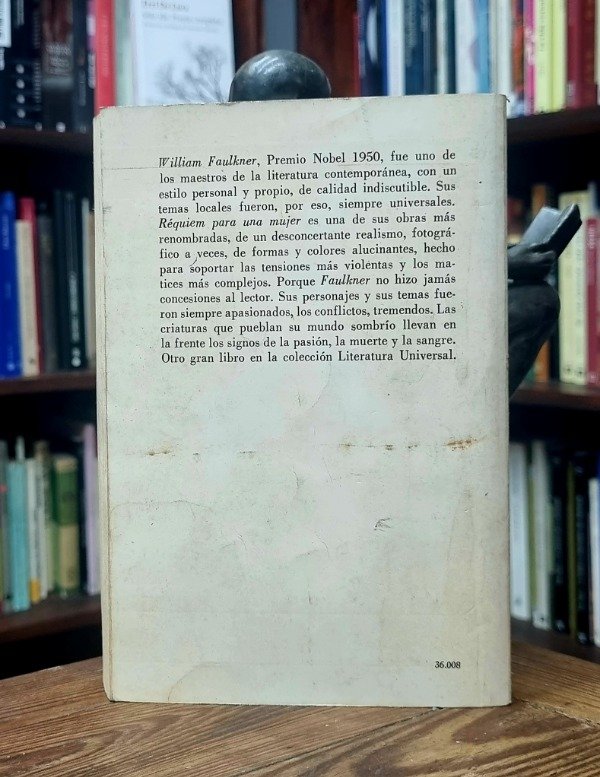 William Faulkner, Premio Nobel 1950, fue uno de
los maestros de la literatura contemporánea, con un
estilo personal y propio, de calidad indiscutible. Sus
temas locales fueron, por eso, siempre universales.
Réquiem para una mujer es una de sus obras más
renombradas, de un desconcertante realismo, fotográ-
fico a veces, de formas y colores alucinantes, hecho
para soportar las tensiones más violentas y los ma-
tices más complejos. Porque Faulkner no hizo jamás
concesiones al lector. Sus personajes y sus temas fue-
ron siempre apasionados, los conflictos, tremendos. Las
criaturas que pueblan su mundo sombrío llevan en
la frente los signos de la pasión, la muerte y la sangre.
Otro gran libro en la colección Literatura Universal.
36.008